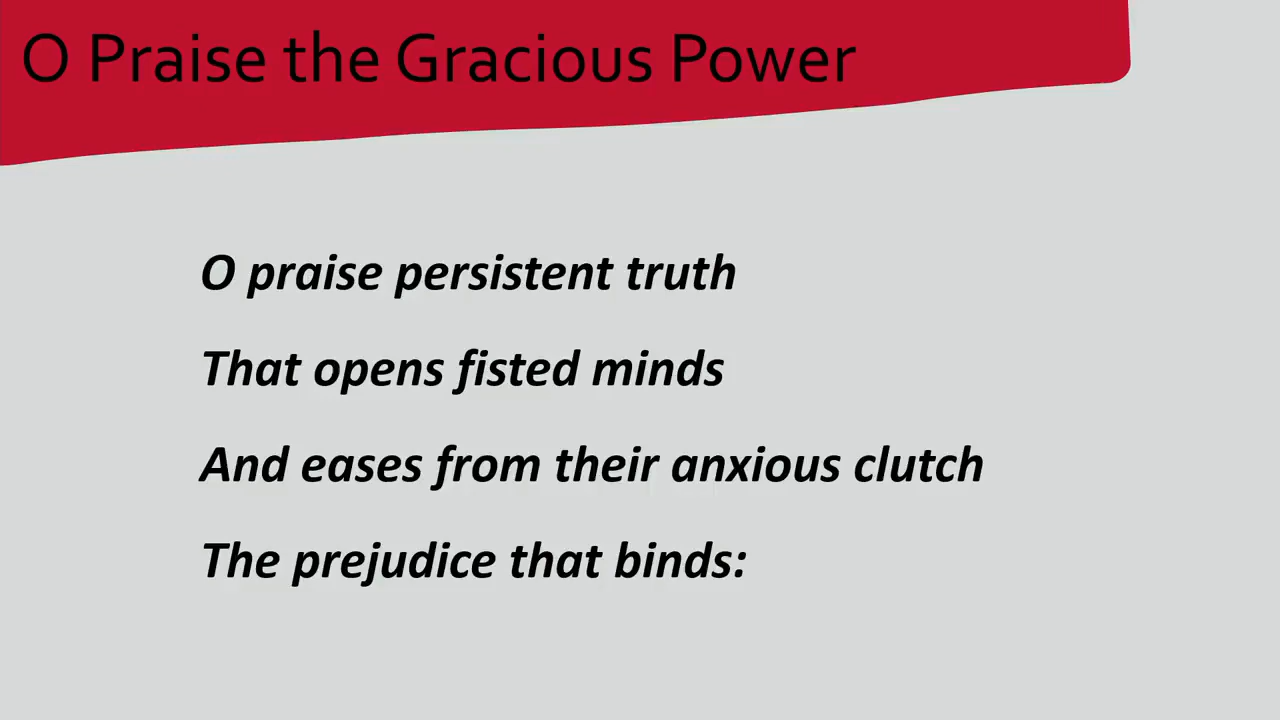 O Praise the Gracious Power
O praise persistent truth
That opens fisted minds
And eases from their anxious clutch
The prejudice that binds: